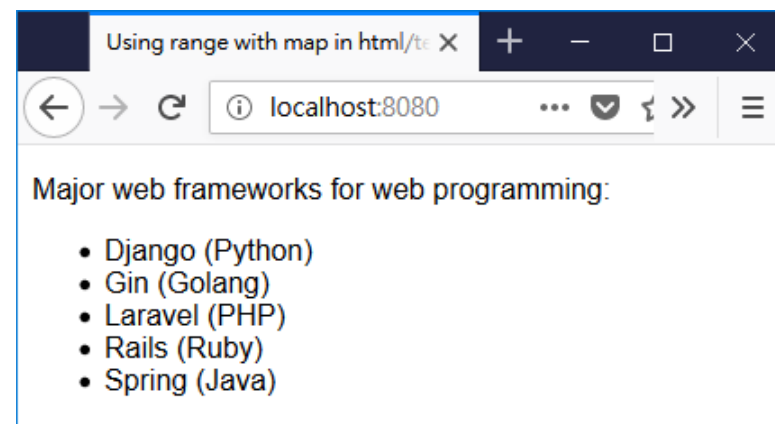 Using range with map in html/te
localhost:8080
Major web frameworks for web programming:
Django (Python)
Gin (Golang)
Laravel (PHP)
Rails (Ruby)
Spring (Java)